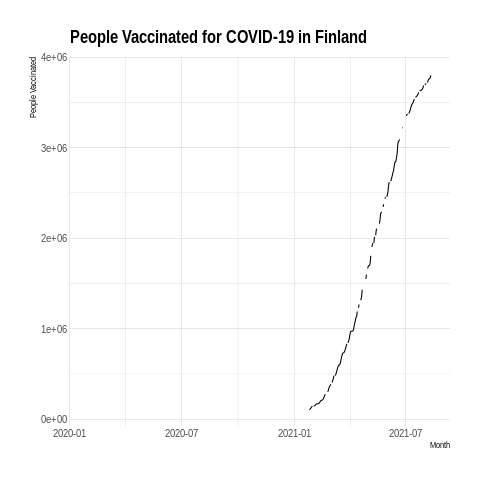 People Vaccinated for COVID-19 in Finland
People Vaccinated
4e+06
3e+06
2e+06
1e+06
0e+00
2020-01 2020-07 2021-01 2021-07
Month